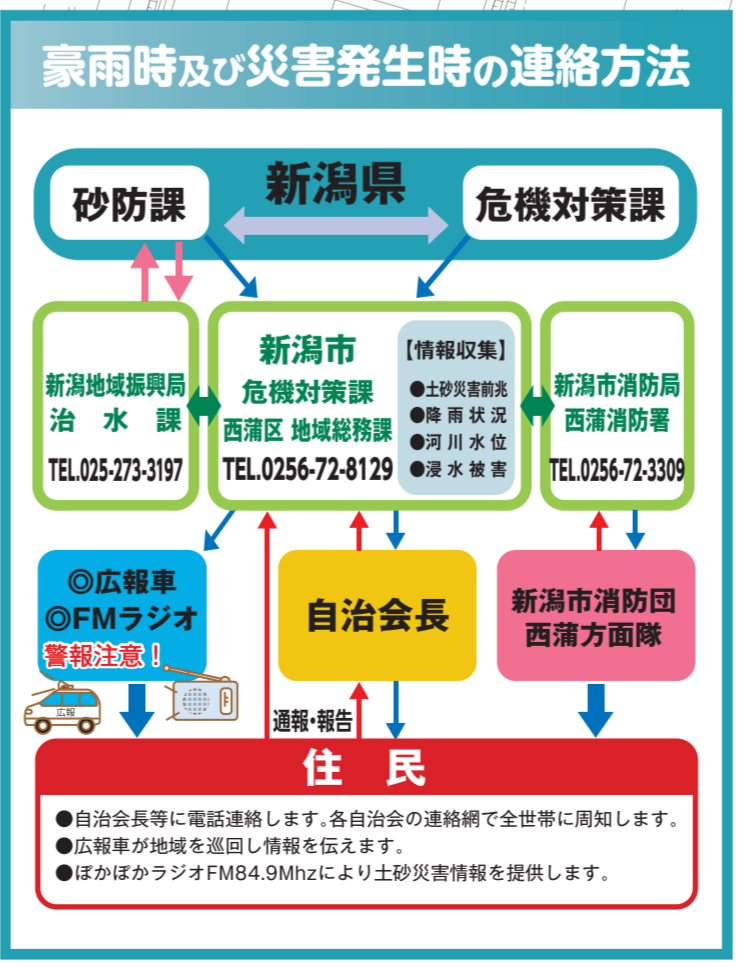 豪雨時及び災害発生時の連絡方法
新潟県
砂防課
危機対策課
新潟地域振興局
治水課
TEL.025-273-3197
新潟市
危機対策課
西蒲区 地域総務課
TEL.0256-72-8129
【情報収集】
●土砂災害前兆
●降雨状況
●河川水位
●浸水被害
新潟市消防局
西蒲消防署
TEL.0256-72-3309
◎広報車
◎FMラジオ
警報注意！
広報
自治会長
新潟市消防団
西蒲方面隊
通報・報告
住民
●自治会長等に電話連絡します。各自治会の連絡網で全世帯に周知します。
●広報車が地域を巡回し情報を伝えます。
●ぽかぽかラジオFM84.9Mhzにより土砂災害情報を提供します。